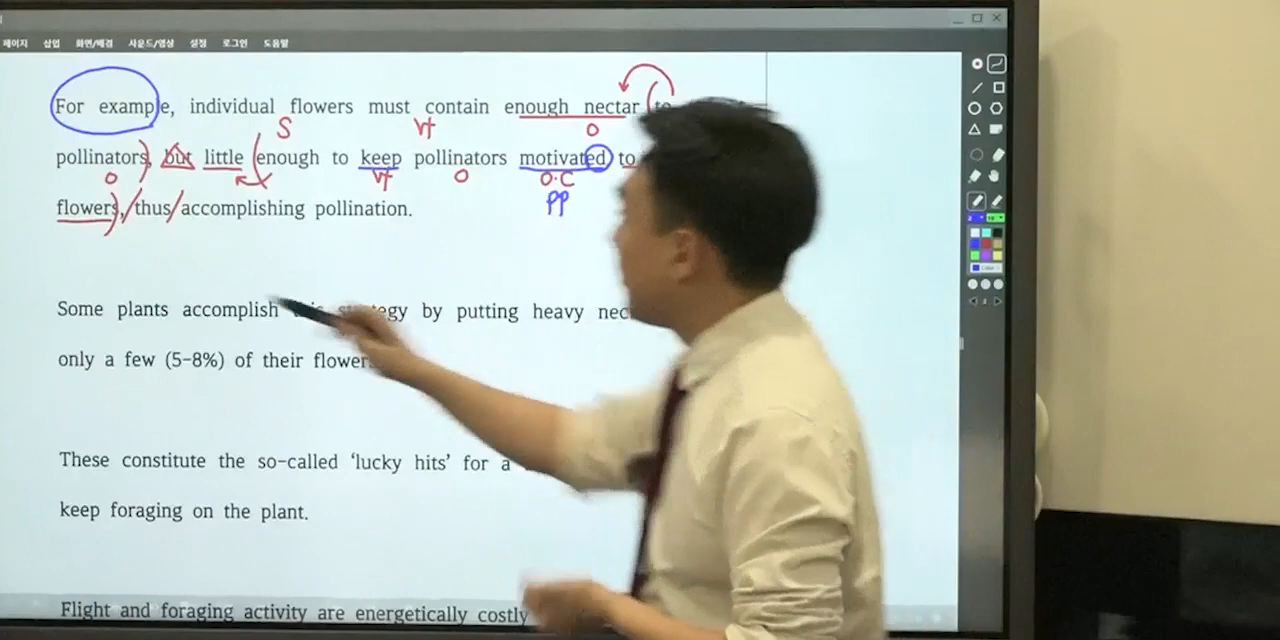 페이지 삽입 화면/배경 사운드/영상 설정 로그인 도움말
For example, individual flowers must contain enough nectar to
S vt O
pollinators, but little enough to keep pollinators motivated to
O vt O O·C
PP
flowers, thus accomplishing pollination.
Some plants accomplish strategy by putting heavy
only a few (5-8%) of their
These constitute the so-called ‘lucky hits’ for a
keep foraging on the plant.
Flight and foraging activity are energetically costly